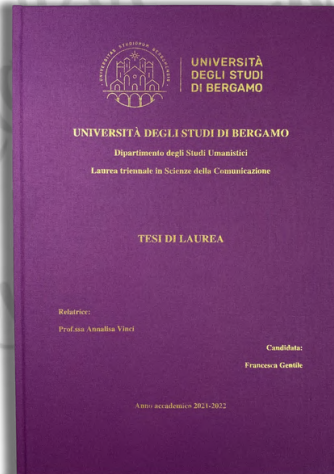 UNIVERSITÀ
DEGLI STUDI
DI BERGAMO
UNIVERSITÀ DEGLI STUDI DI BERGAMO
Dipartimento degli Studi Umanistici
Laurea triennale in Scienze della Comunicazione
TESI DI LAUREA
Relatrice:
Prof.ssa Annalisa Vinci
Candidata:
Francesca Gentile
Anno accademico 2021-2022